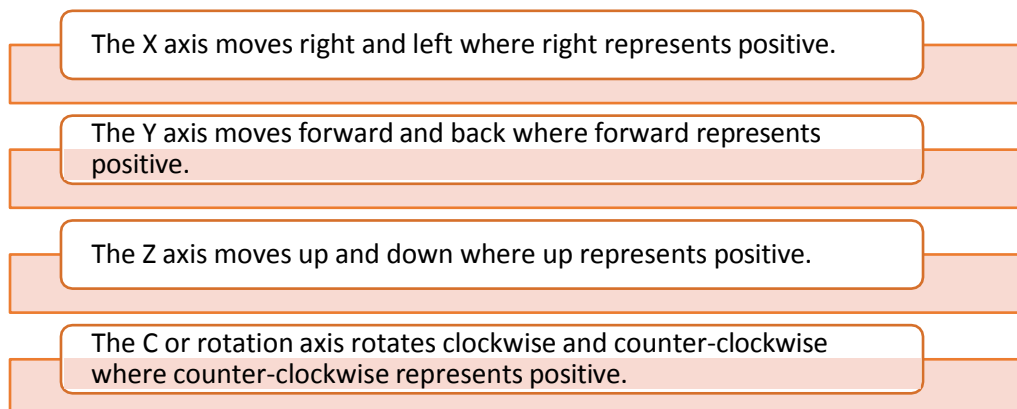 The X axis moves right and left where right represents positive.
The Y axis moves forward and back where forward represents
positive.
The Z axis moves up and down where up represents positive.
The C or rotation axis rotates clockwise and counter-clockwise
where counter-clockwise represents positive.